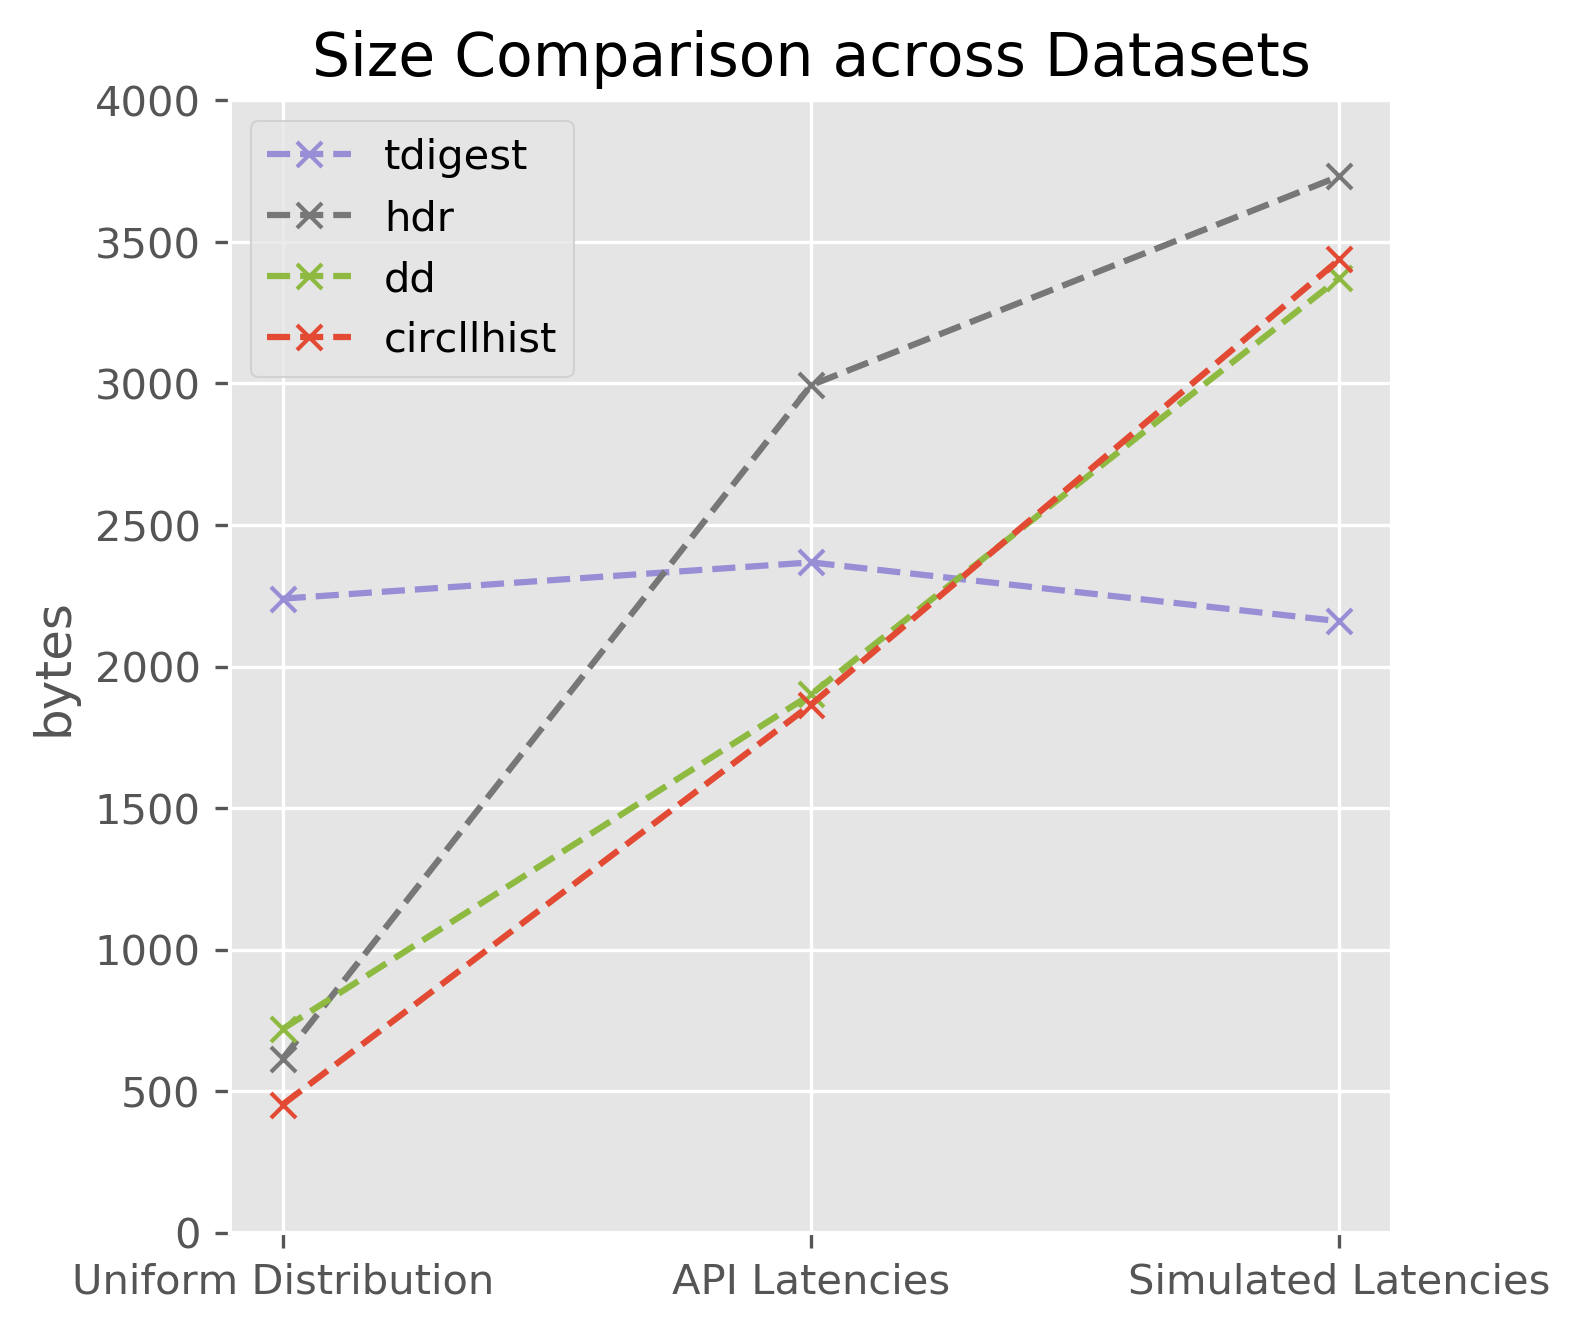 Size Comparison across Datasets
4000
3500
3000
2500
2000
1500
1000
500
0
bytes
tdigest
hdr
dd
circllhist
Uniform Distribution
API Latencies
Simulated Latencies